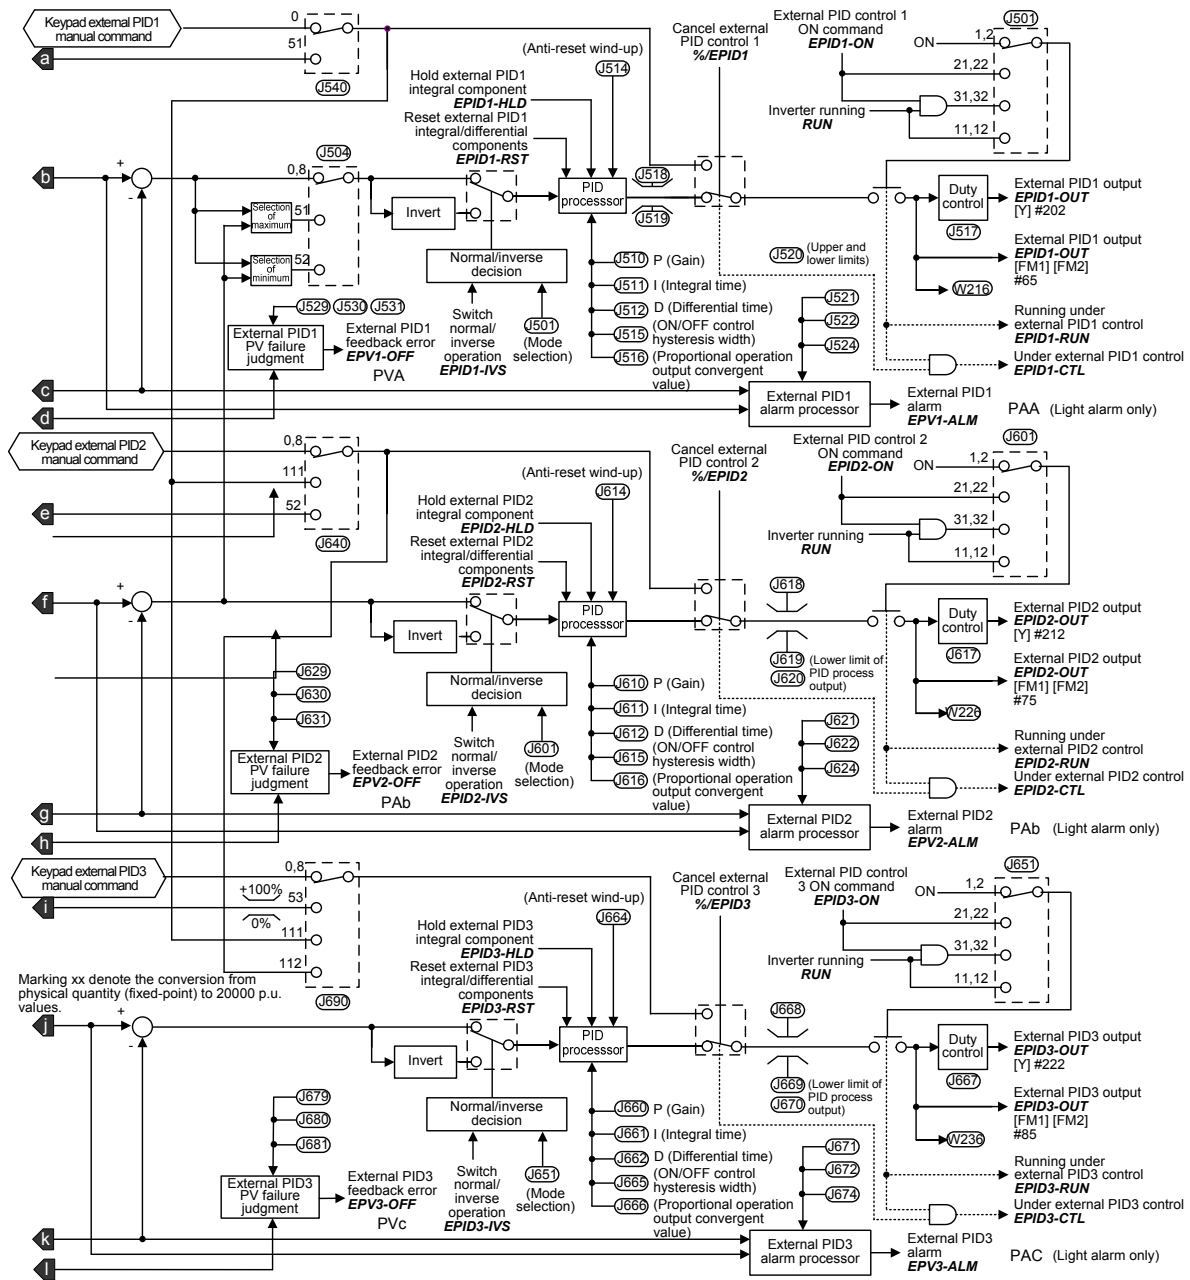 Keypad external PID1
manual command
0
51
a
J540
(Anti-reset wind-up)
J514
Hold external PID1
integral component
EPID1-HLD
Reset external PID1
integral/differential
components
EPID1-RST
Cancel external
PID control 1
%/EPID1
External PID control 1
ON command
EPID1-ON
ON
J501
1,2
21,22
31,32
11,12
Inverter running
RUN
b
+
-
J504
0,8
51
52
Selection
of
maximum
Selection
of
minimum
Invert
Normal/inverse
decision
Switch
normal/
inverse
operation
EPID1-IVS
J501
(Mode
selection)
PID
processsor
J518
J519
J510 P (Gain)
J511 I (Integral time)
J512 D (Differential time)
J515 (ON/OFF control
hysteresis width)
J516 (Proportional operation
output convergent
value)
J520 (Upper and
lower limits)
J521
J522
J524
Duty
control
J517
External PID1 output
EPID1-OUT
[Y] #202
External PID1 output
EPID1-OUT
[FM1] [FM2]
#65
W216
Running under
external PID1 control
EPID1-RUN
Under external PID1 control
EPID1-CTL
J529 J530 J531
External PID1
PV failure
judgment
External PID1
feedback error
EPV1-OFF
PVA
c
d
External PID1
alarm processor
External PID1
alarm
EPV1-ALM
PAA (Light alarm only)
Keypad external PID2
manual command
0,8
111
52
e
J640
(Anti-reset wind-up)
J614
Hold external PID2
integral component
EPID2-HLD
Reset external PID2
integral/differential
components
EPID2-RST
Cancel external
PID control 2
%/EPID2
External PID control 2
ON command
EPID2-ON
ON
J601
1,2
21,22
31,32
11,12
Inverter running
RUN
f
+
-
Invert
Normal/inverse
decision
Switch
normal/
inverse
operation
EPID2-IVS
J601
(Mode
selection)
PID
processsor
J618
J619
J620
(Lower limit of
PID process
output)
J610 P (Gain)
J611 I (Integral time)
J612 D (Differential time)
J615 (ON/OFF control
hysteresis width)
J616 (Proportional operation
output convergent
value)
J621
J622
J624
Duty
control
J617
External PID2 output
EPID2-OUT
[Y] #212
External PID2 output
EPID2-OUT
[FM1] [FM2]
#75
W226
Running under
external PID2 control
EPID2-RUN
Under external PID2 control
EPID2-CTL
J629
J630
J631
External PID2
PV failure
judgment
External PID2
feedback error
EPV2-OFF
PAb
g
h
External PID2
alarm processor
External PID2
alarm
EPV2-ALM
PAb (Light alarm only)
Keypad external PID3
manual command
0,8
+100%
53
i
0%
111
112
J690
Marking xx denote the conversion from
physical quantity (fixed-point) to 20000 p.u.
values.
(Anti-reset wind-up)
J664
Hold external PID3
integral component
EPID3-HLD
Reset external PID3
integral/differential
components
EPID3-RST
Cancel external
PID control 3
%/EPID3
External PID control
3 ON command
EPID3-ON
ON
J651
1,2
21,22
31,32
11,12
Inverter running
RUN
j
+
-
Invert
Normal/inverse
decision
Switch
normal/
inverse
operation
EPID3-IVS
J651
(Mode
selection)
PID
processsor
J668
J669
J670
(Lower limit of
PID process
output)
J660 P (Gain)
J661 I (Integral time)
J662 D (Differential time)
J665 (ON/OFF control
hysteresis width)
J666 (Proportional operation
output convergent
value)
J671
J672
J674
Duty
control
J667
External PID3 output
EPID3-OUT
[Y] #222
External PID3 output
EPID3-OUT
[FM1] [FM2]
#85
W236
Running under
external PID3 control
EPID3-RUN
Under external PID3 control
EPID3-CTL
J679
J680
J681
External PID3
PV failure
judgment
External PID3
feedback error
EPV3-OFF
PVc
k
l
External PID3
alarm processor
External PID3
alarm
EPV3-ALM
PAC (Light alarm only)